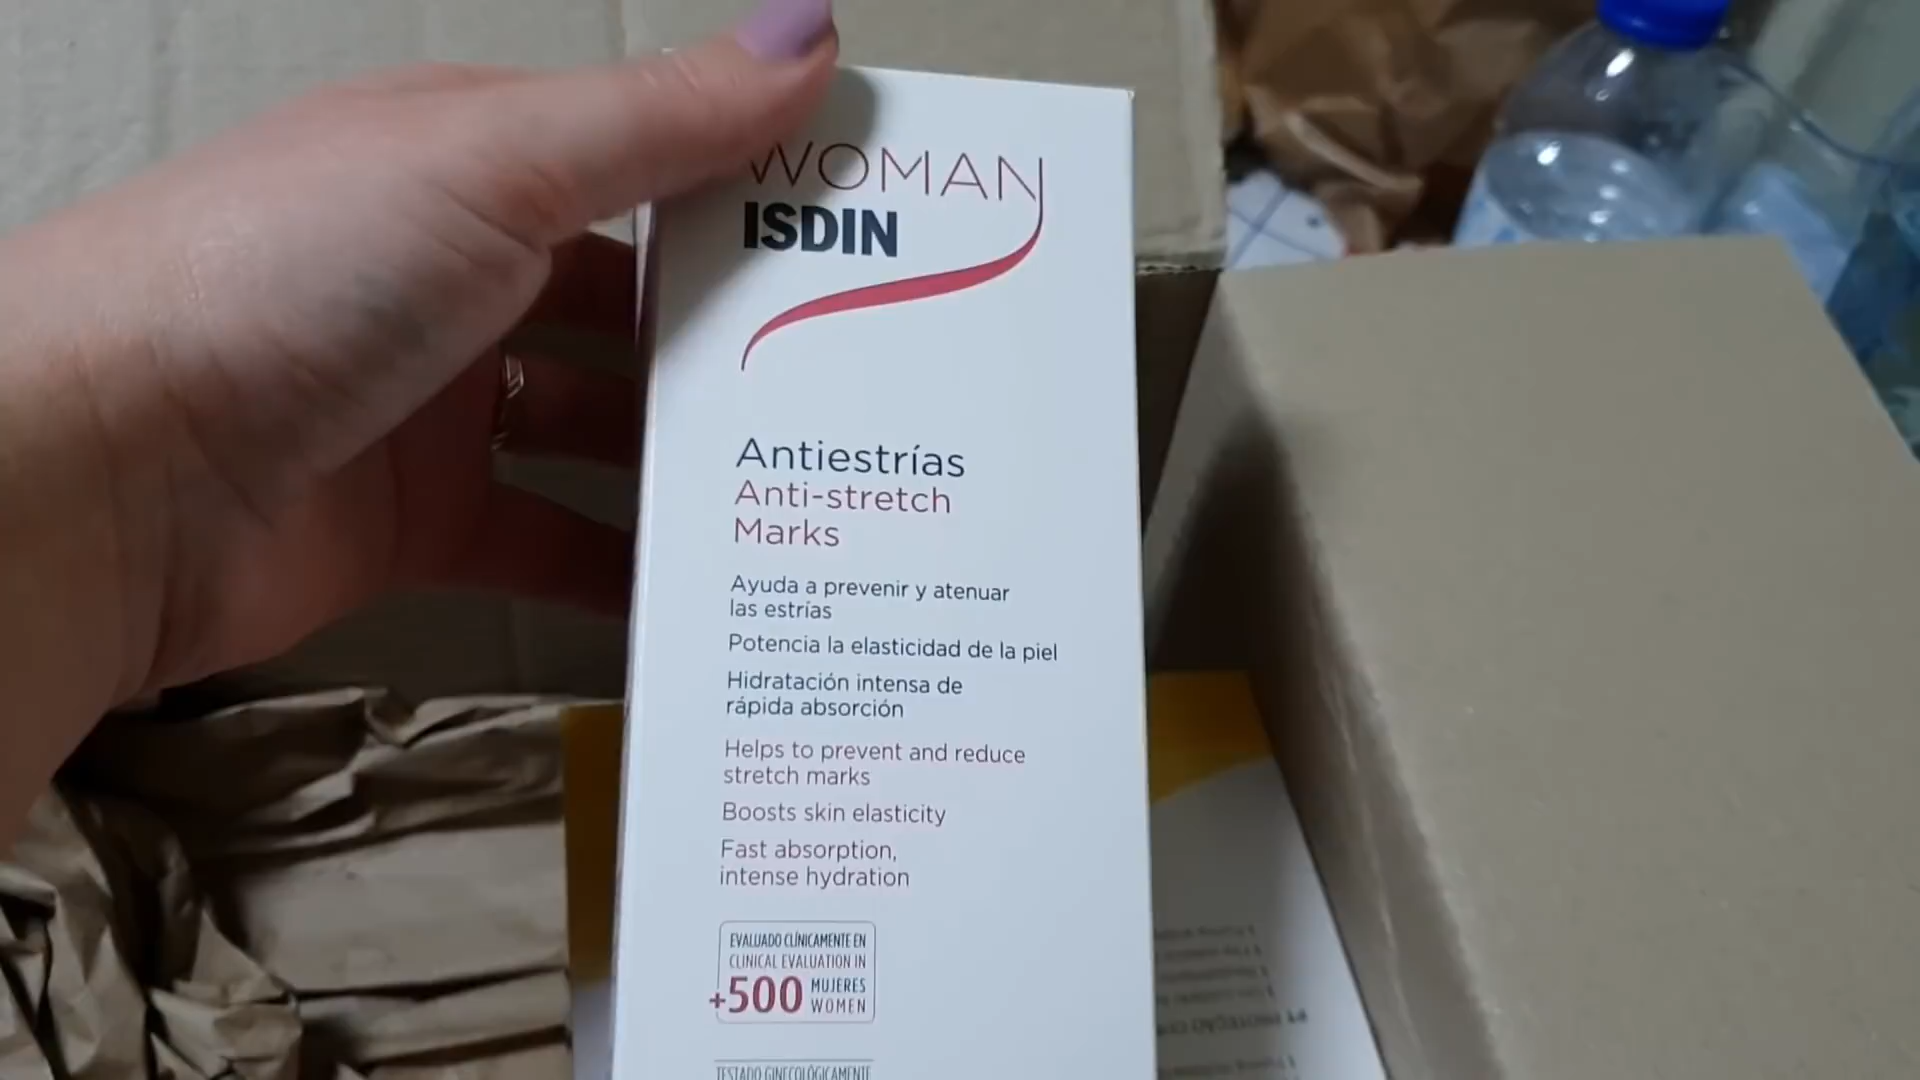 WOMAN
ISDIN
Antiestrías
Anti-stretch
Marks
Ayuda a prevenir y atenuar
las estrías
Potencia la elasticidad de la piel
Hidratación intensa de
rápida absorción
Helps to prevent and reduce
stretch marks
Boosts skin elasticity
Fast absorption,
intense hydration
EVALUADO CLÍNICAMENTE EN
CLINICAL EVALUATION IN
+500 MUJERES
WOMEN
TESTADO GINECOLÓGICAMENTE